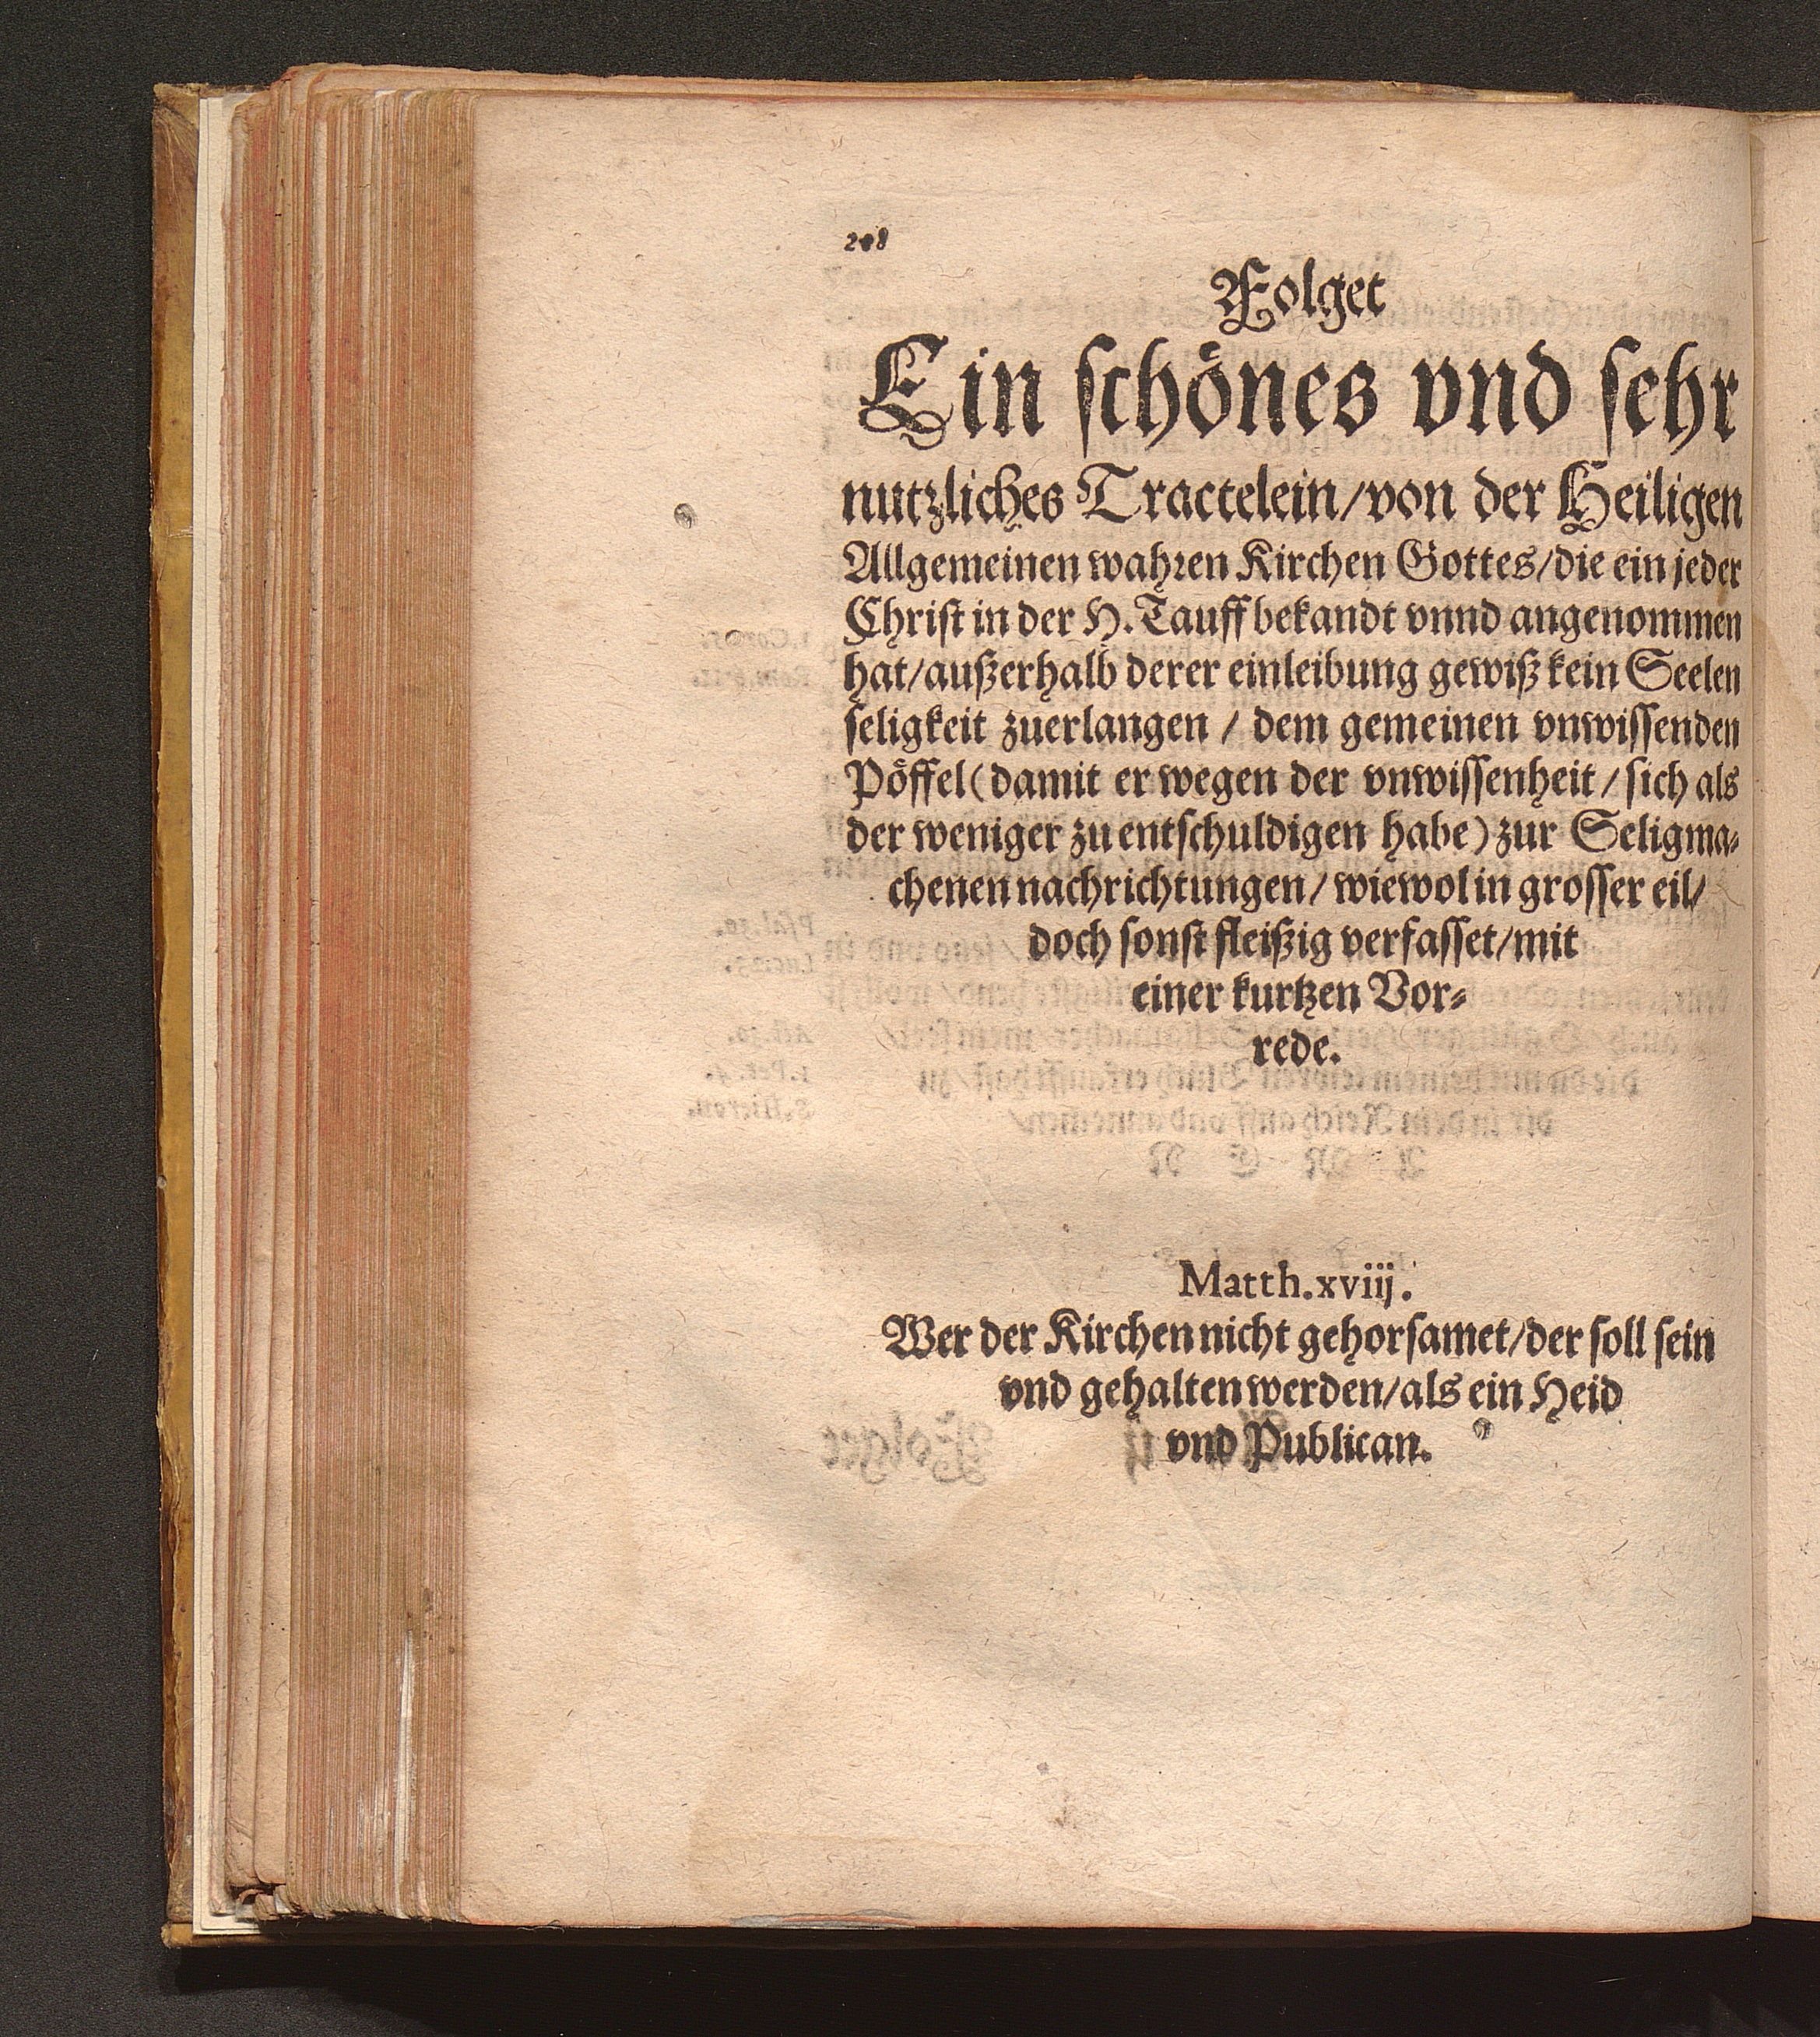 208
Folget
Ein schönes vnd sehr
nutzliches Tractelein/von der Heiligen
Allgemeinen wahren Kirchen Gottes/die ein jeder
Christ in der H. Tauff bekandt vnnd angenommen
hat/außerhalb derer einleibung gewiß kein Seelen
seligkeit zuerlangen / dem gemeinen vnwissenden
Pöffel (damit er wegen der vnwissenheit / sich als
der weniger zu entschuldigen habe) zur Seligma-
chenen nachrichtungen/ wiewol in grosser eil/
doch sonst fleißig verfasset/mit
einer kurtzen Vor-
rede.
Matth. xviij.
Wer der Kirchen nicht gehorsamet/der soll sein
vnd gehalten werden/als ein Heid
vnd Publican.